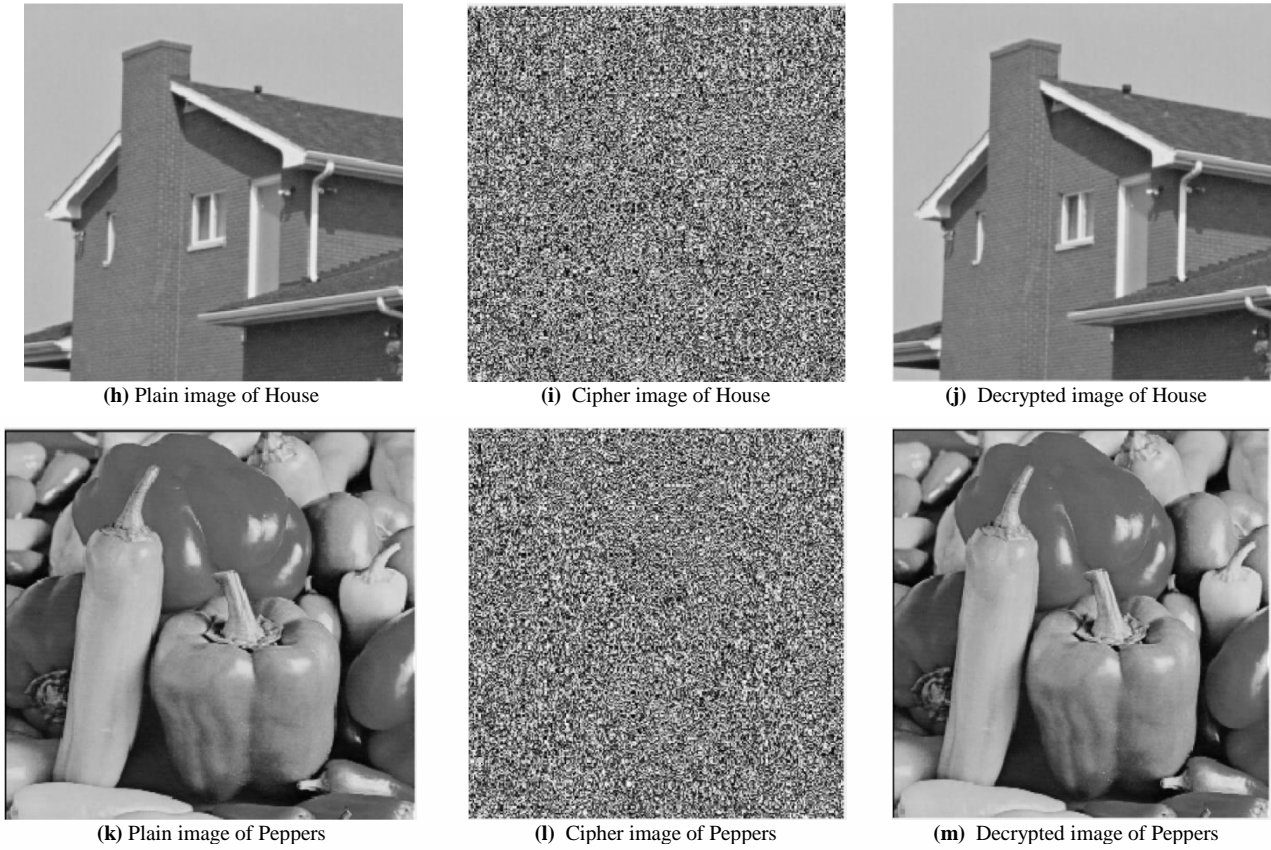 (h) Plain image of House
(i) Cipher image of House
(j) Decrypted image of House
(k) Plain image of Peppers
(l) Cipher image of Peppers
(m) Decrypted image of Peppers